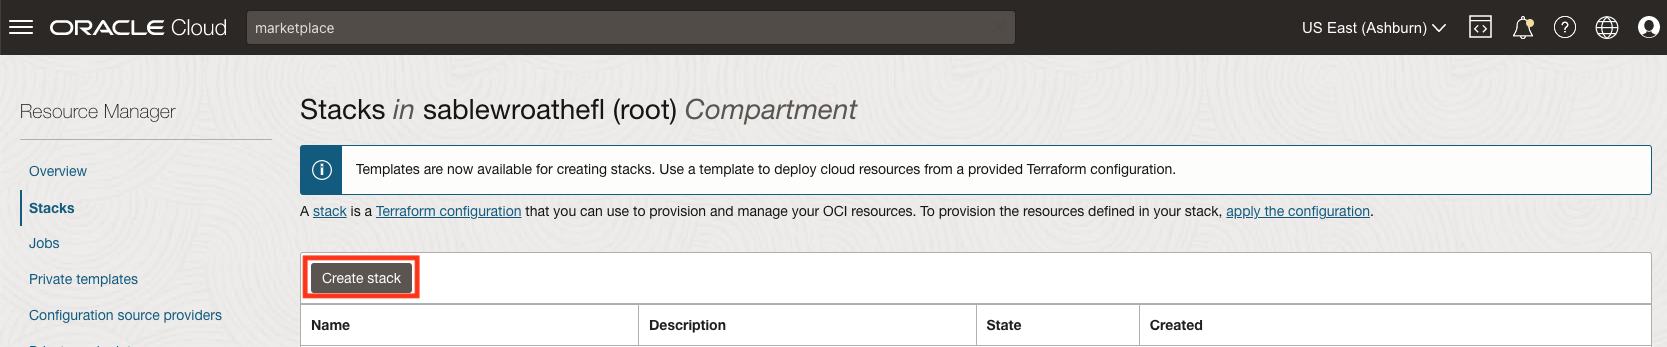 ORACLE Cloud
marketplace
US East (Ashburn)
Resource Manager
Overview
Stacks
Jobs
Private templates
Configuration source providers
Stacks in sablewroathefl (root) Compartment
Templates are now available for creating stacks. Use a template to deploy cloud resources from a provided Terraform configuration.
A stack is a Terraform configuration that you can use to provision and manage your OCI resources. To provision the resources defined in your stack, apply the configuration.
Create stack
Name Description State Created